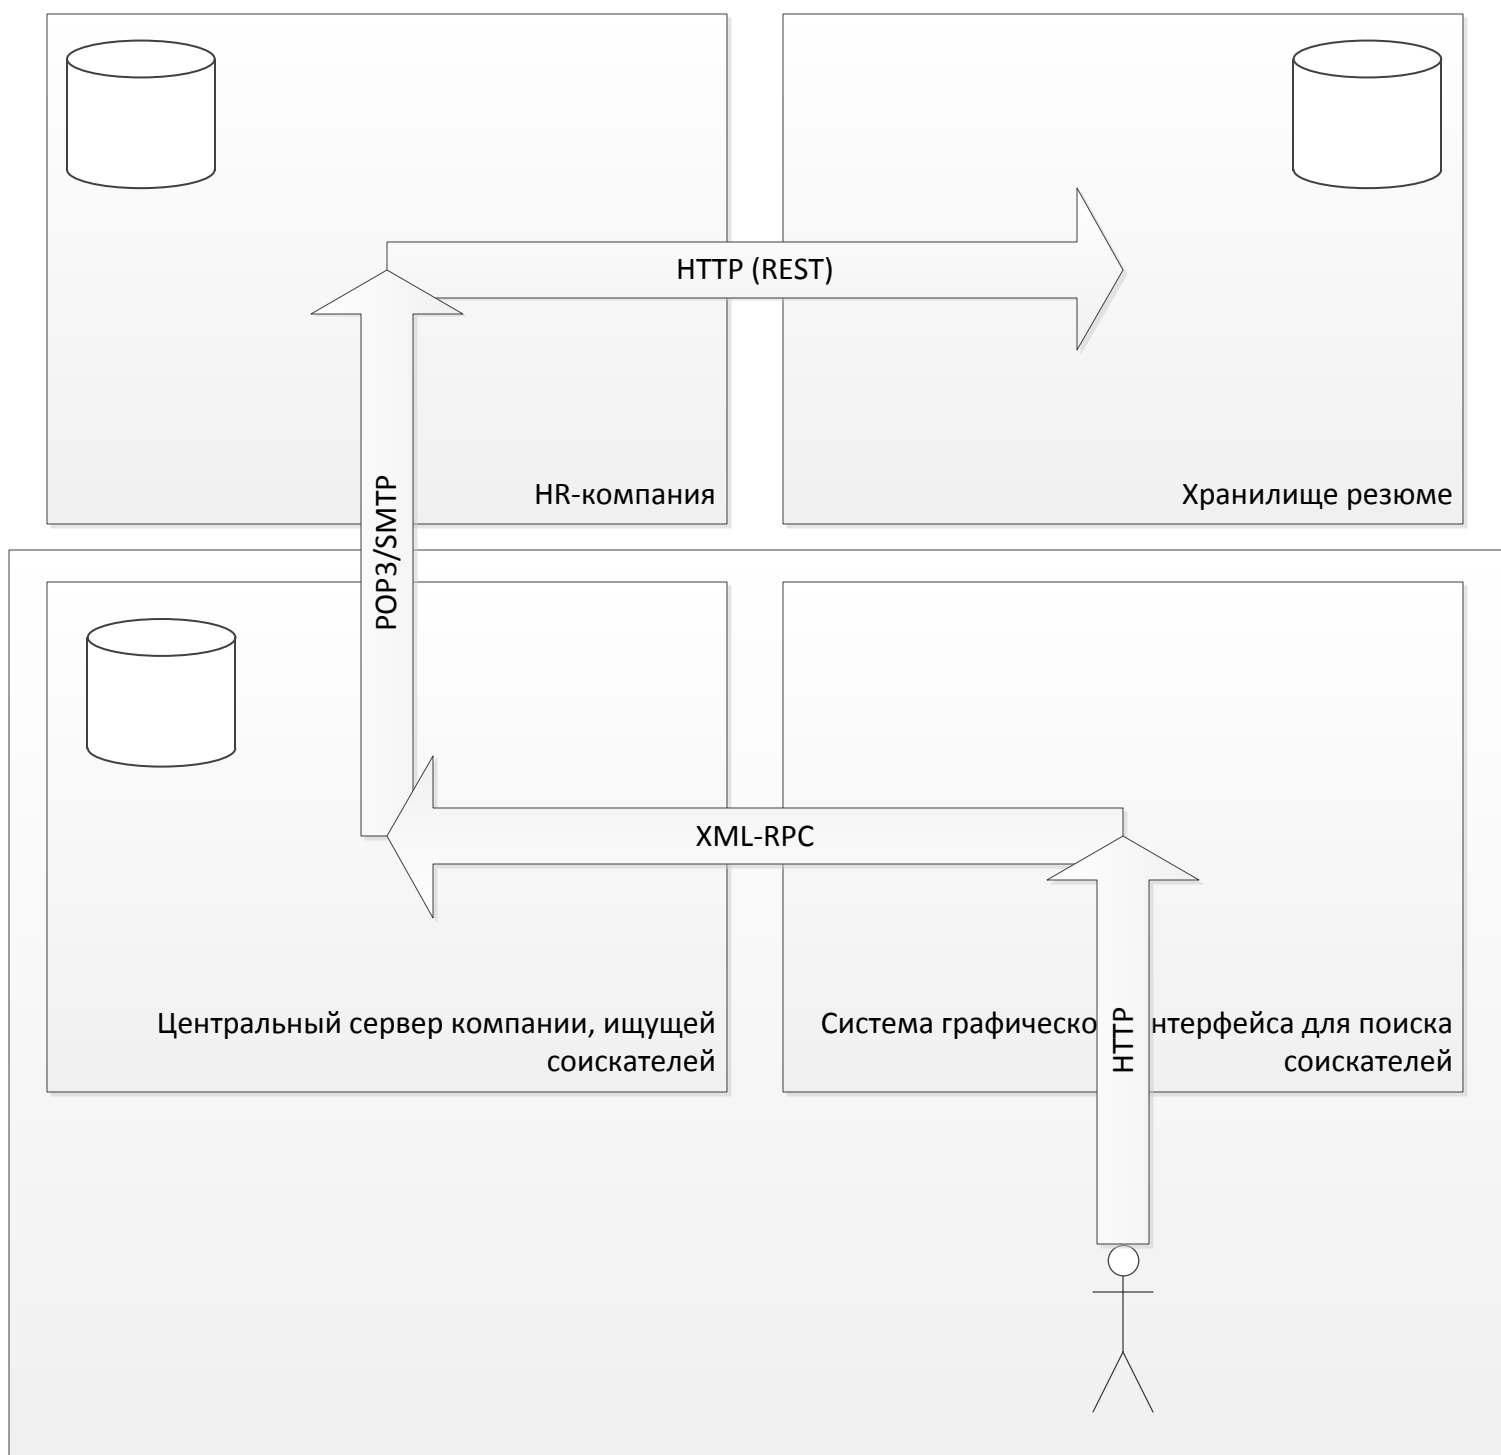 HTTP (REST)
HR-компания
Хранилище резюме
POP3/SMTP
XML-RPC
Центральный сервер компании, ищущей
соискателей
Система нтерфейса для поиска
соискателей
HTTP